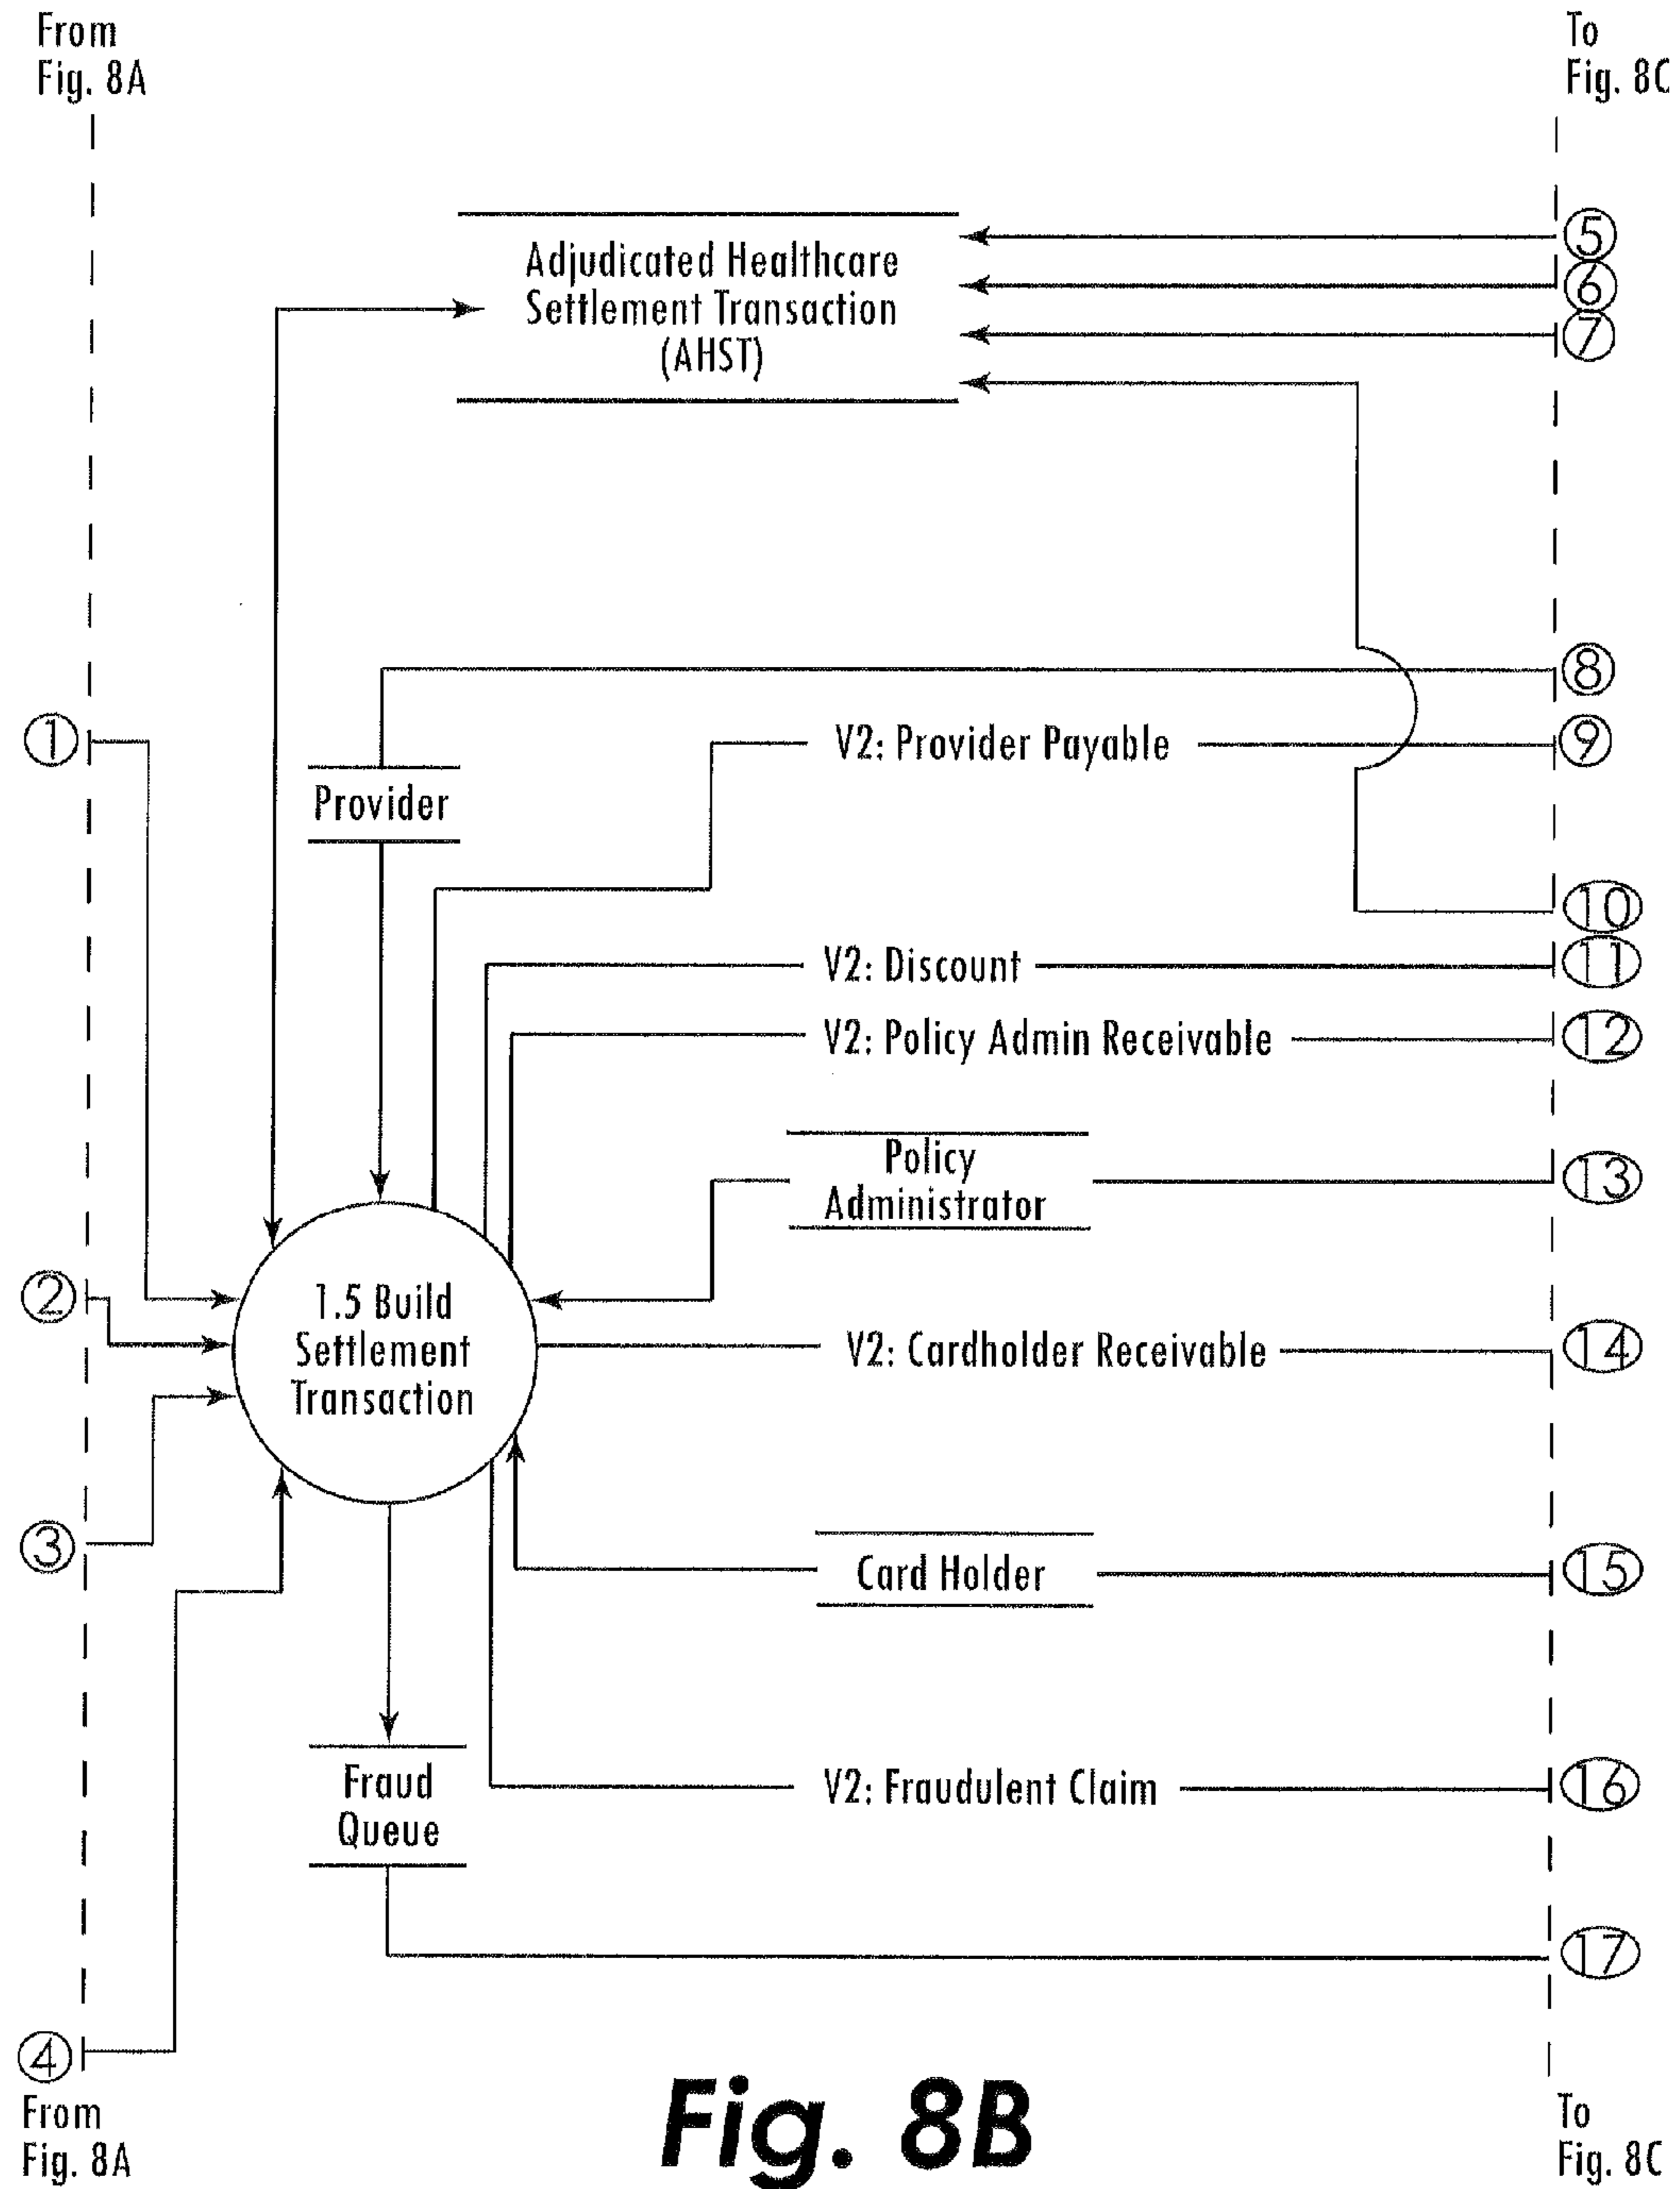 From
Fig. 8A
To
Fig. 8C
Adjudicated Healthcare
Settlement Transaction
(AHST)
5
6
7
8
1
V2: Provider Payable
9
Provider
10
V2: Discount
11
V2: Policy Admin Receivable
12
Policy
Administrator
13
2
1.5 Build
Settlement
Transaction
V2: Cardholder Receivable
14
3
Card Holder
15
Fraud
Queue
V2: Fraudulent Claim
16
17
4
From
Fig. 8A
Fig. 8B
To
Fig. 8C